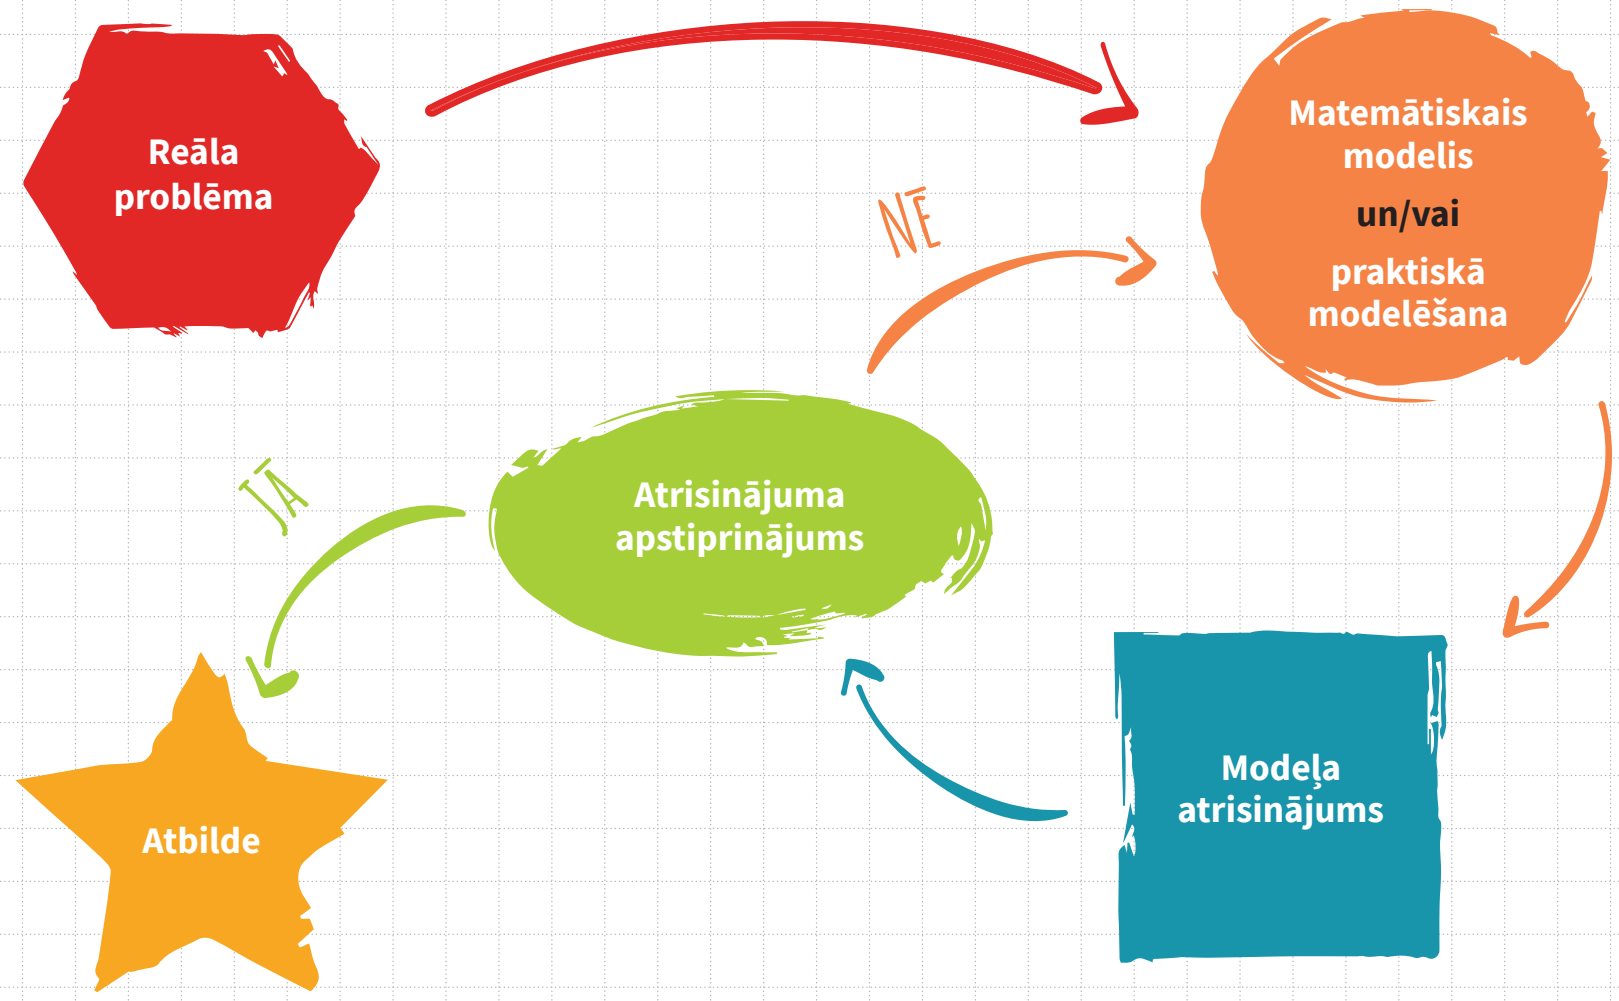 Reāla
problēma
Matemātiskais
modelis
un/vai
praktiskā
modelēšana
NĒ
JĀ
Atrisinājuma
apstiprinājums
Modeļa
atrisinājums
Atbilde